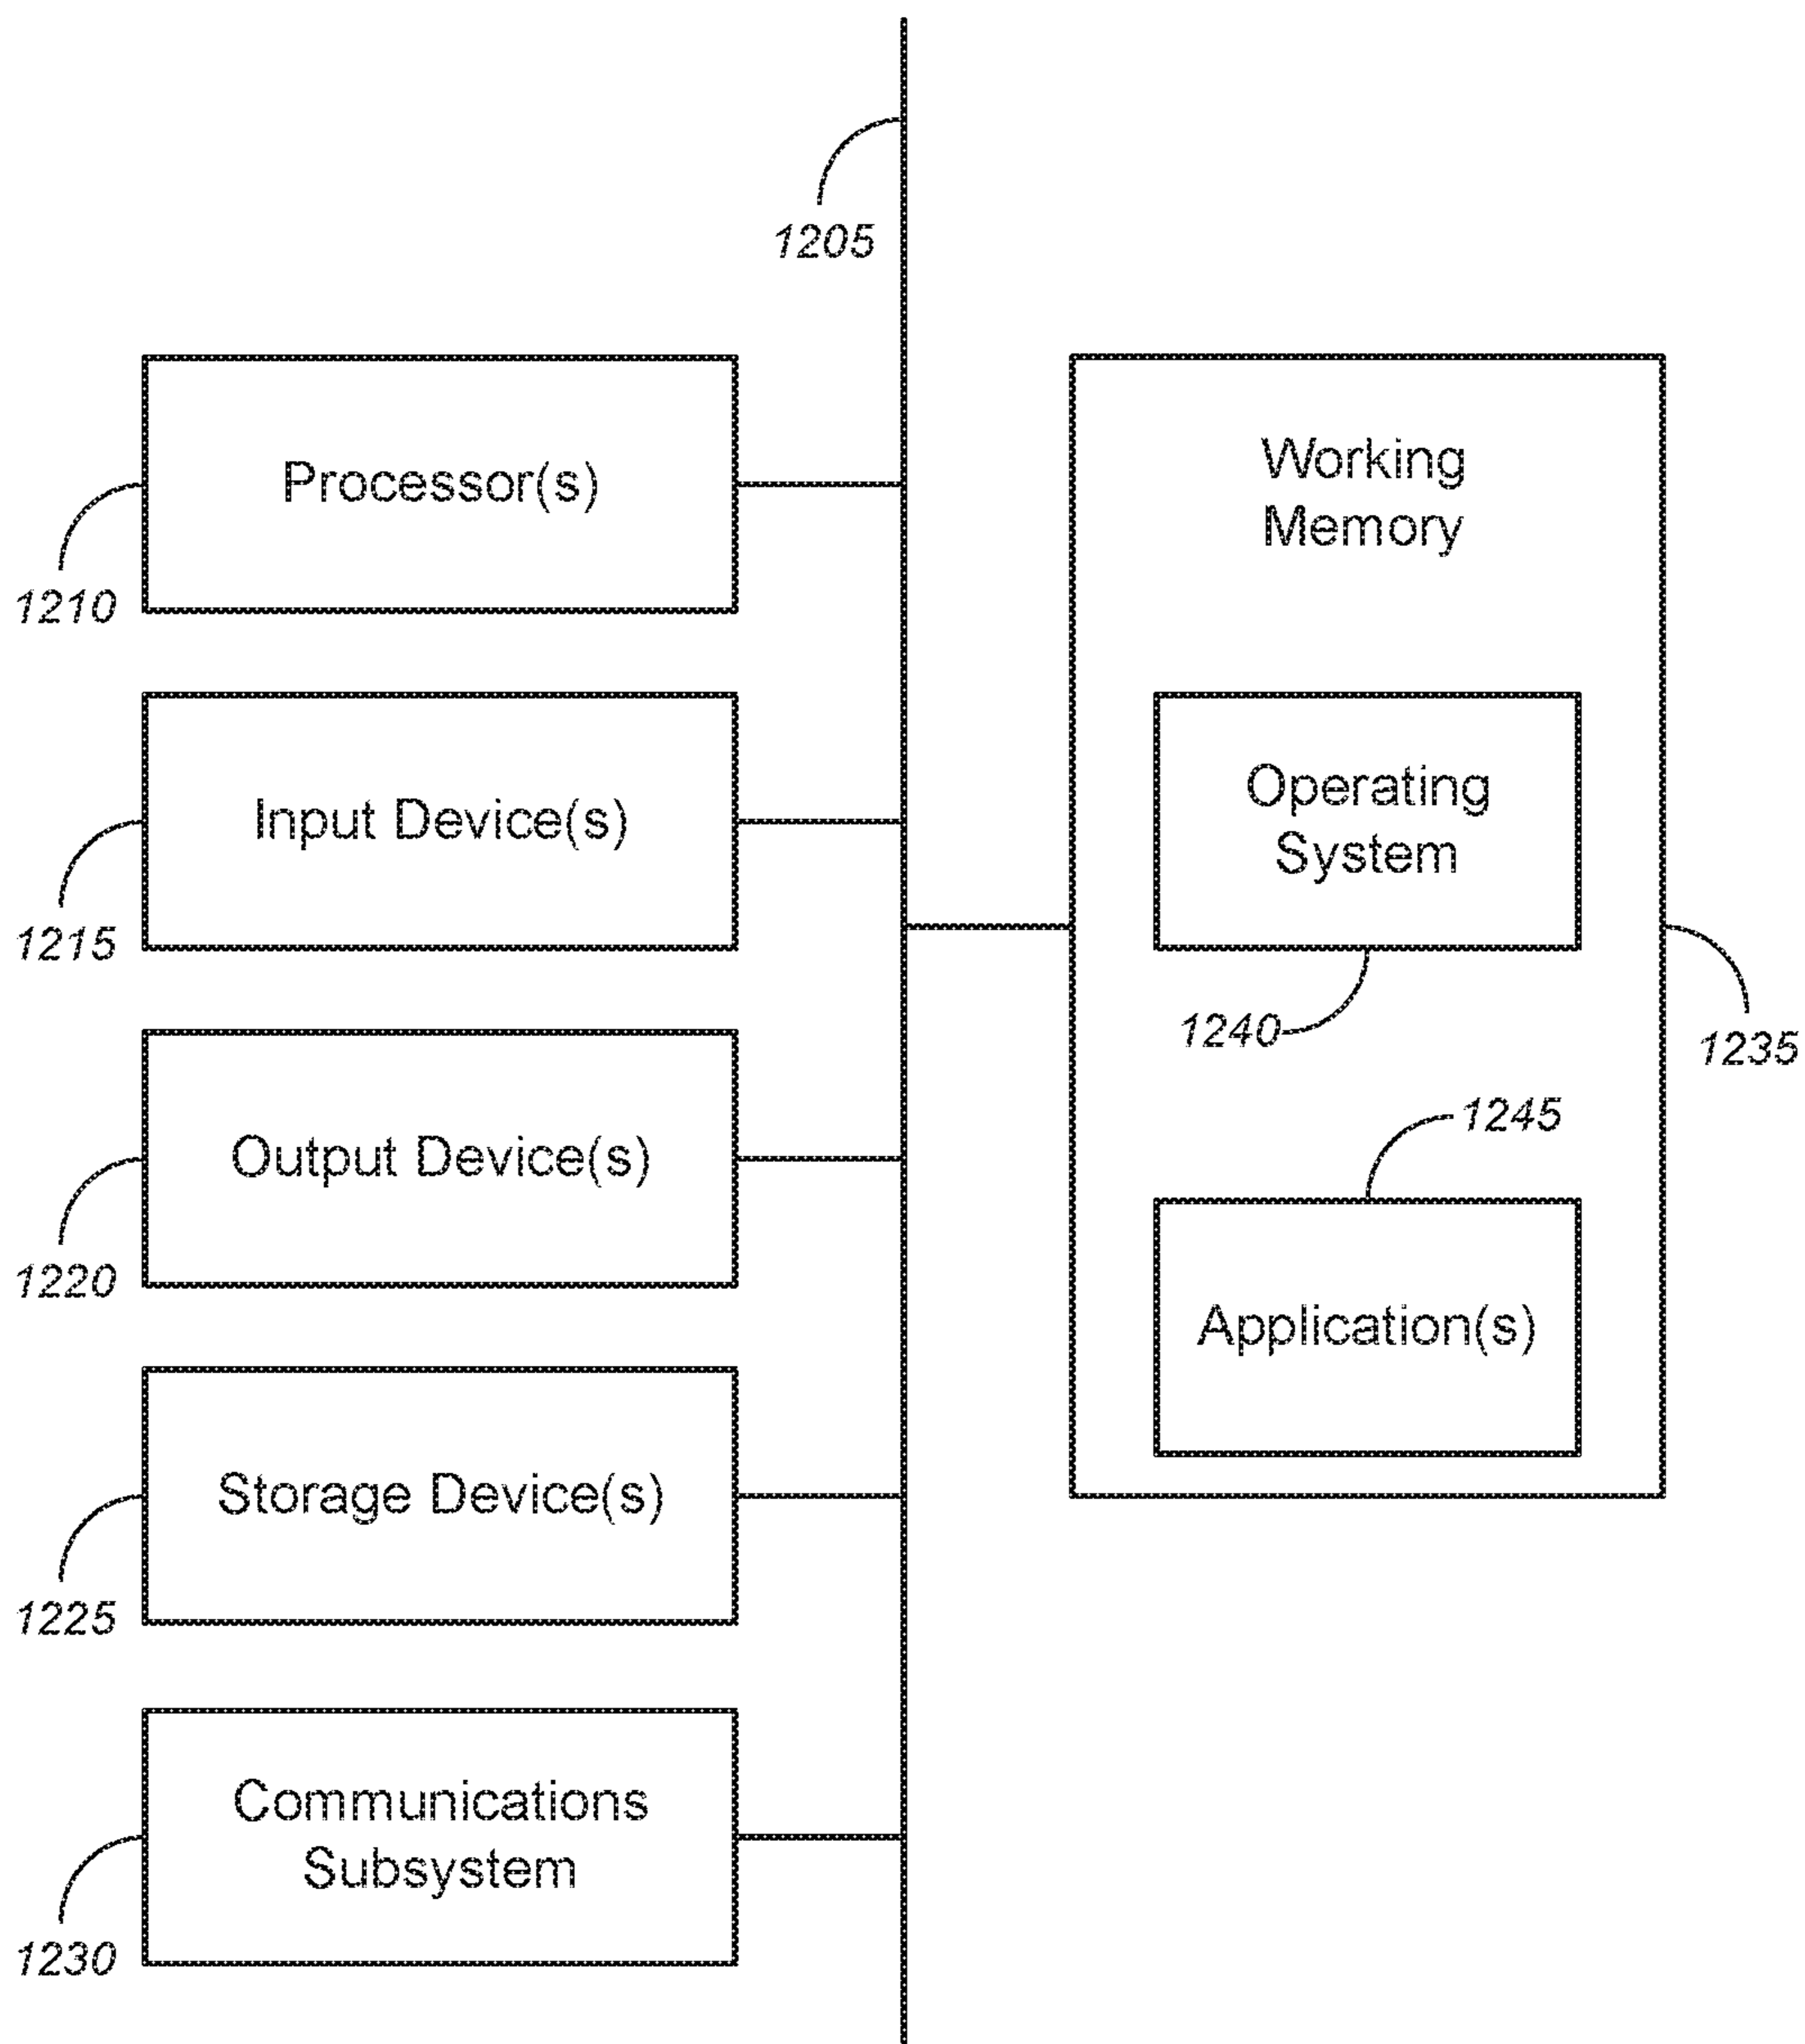 1205
Processor(s)
1210
Input Device(s)
1215
Output Device(s)
1220
Storage Device(s)
1225
Communications
Subsystem
1230
Working
Memory
Operating
System
1240
1235
1245
Application(s)